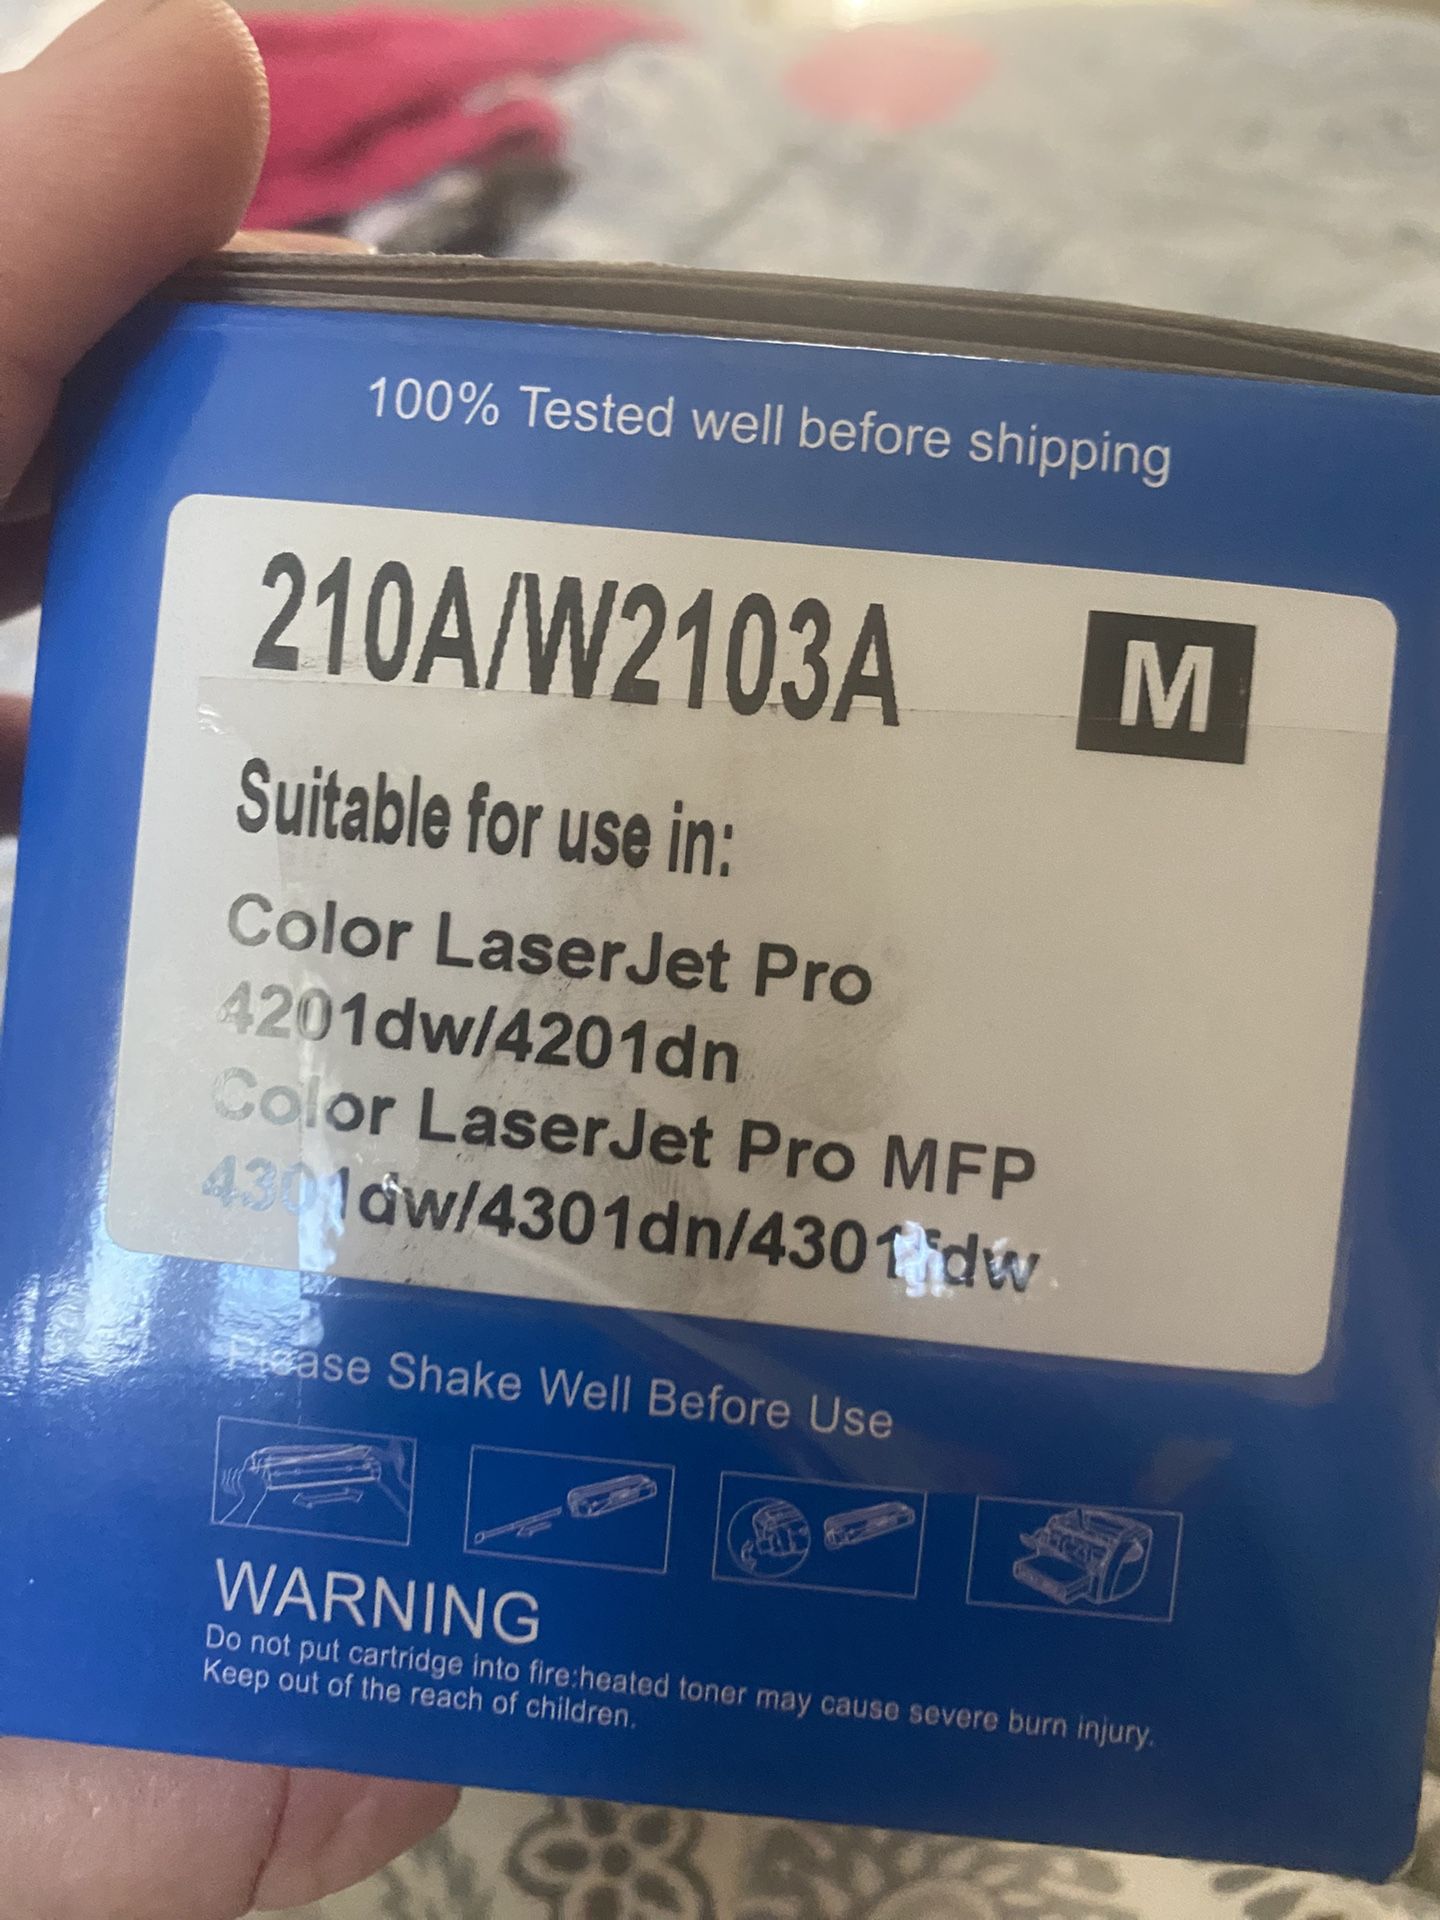 100% Tested well before shipping
210A/W2103A
M
Suitable for use in:
Color LaserJet Pro
4201dw/4201dn
Color LaserJet Pro MFP
4301dw/4301dn/4301fdw
Please Shake Well Before Use
WARNING
Do not put cartridge into fire:heated toner may cause severe burn injury.
Keep out of the reach of children.